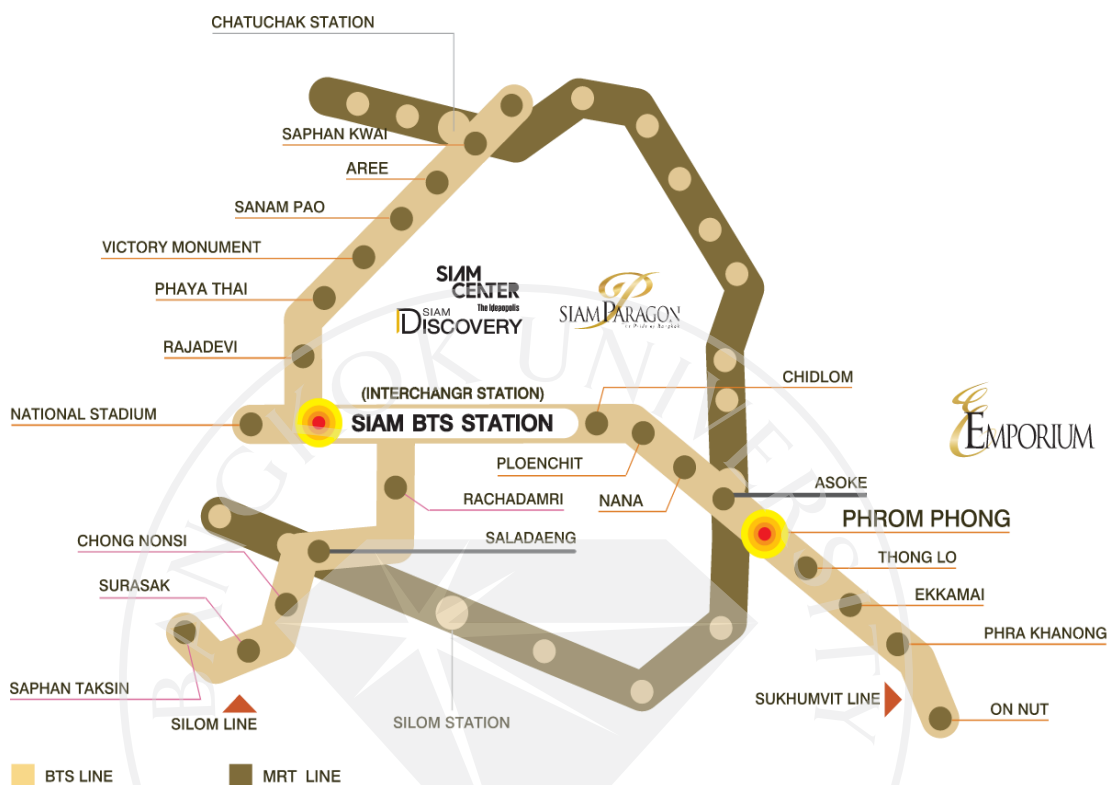 CHATUCHAK STATION
SAPHAN KWAI
AREE
SANAM PAO
VICTORY MONUMENT
PHAYA THAI
RAJADEVI
NATIONAL STADIUM
SIAM
CENTER
The Ideopolis
SIAM
DISCOVERY
SIAM PARAGON
(INTERCHANGR STATION)
SIAM BTS STATION
CHIDLOM
EMPORIUM
PLOENCHIT
NANA
ASOKE
RACHADAMRI
PHROM PHONG
CHONG NONSI
SALADAENG
THONG LO
SURASAK
EKKAMAI
PHRA KHANONG
SAPHAN TAKSIN
SILOM LINE
SILOM STATION
SUKHUMVIT LINE
ON NUT
BTS LINE
MRT LINE
BANGKOK UNIVERSITY